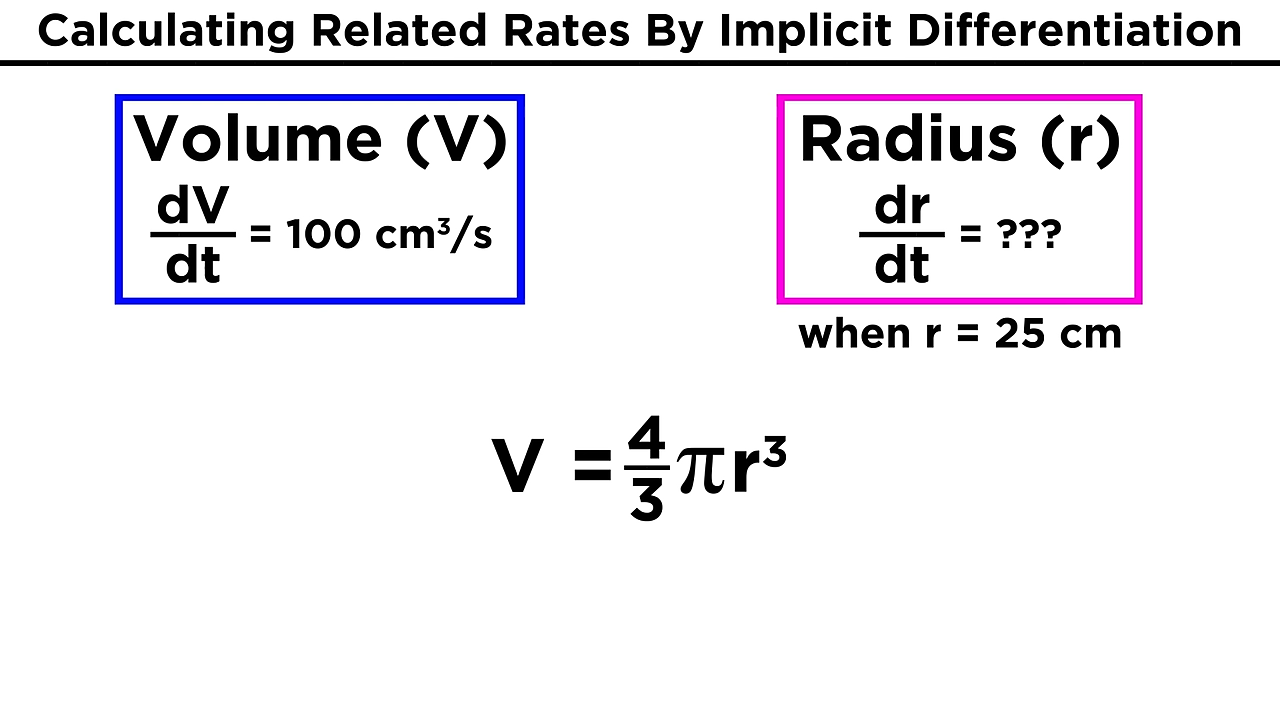 Calculating Related Rates By Implicit Differentiation
Volume (V)
dV/dt = 100 cm³/s
Radius (r)
dr/dt = ???
when r = 25 cm
V = 4/3 πr³